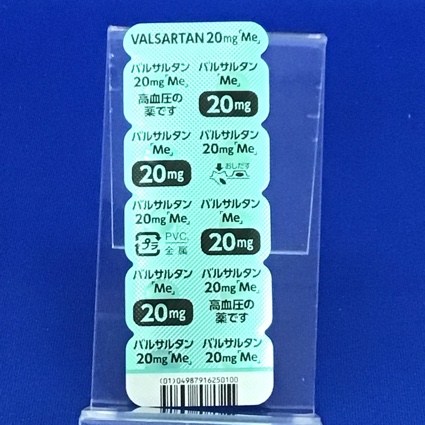 VALSARTAN 20mg「Me」
バルサルタン バルサルタン
20mg「Me」 「Me」
高血圧の
薬です 20mg
バルサルタン バルサルタン
「Me」 20mg「Me」
20mg おしだす
バルサルタン バルサルタン
20mg「Me」 「Me」
プラ PVC, 20mg
金属
バルサルタン バルサルタン
「Me」 20mg「Me」
20mg 高血圧の
薬です
バルサルタン バルサルタン
20mg「Me」 20mg「Me」
(01)04987916250100